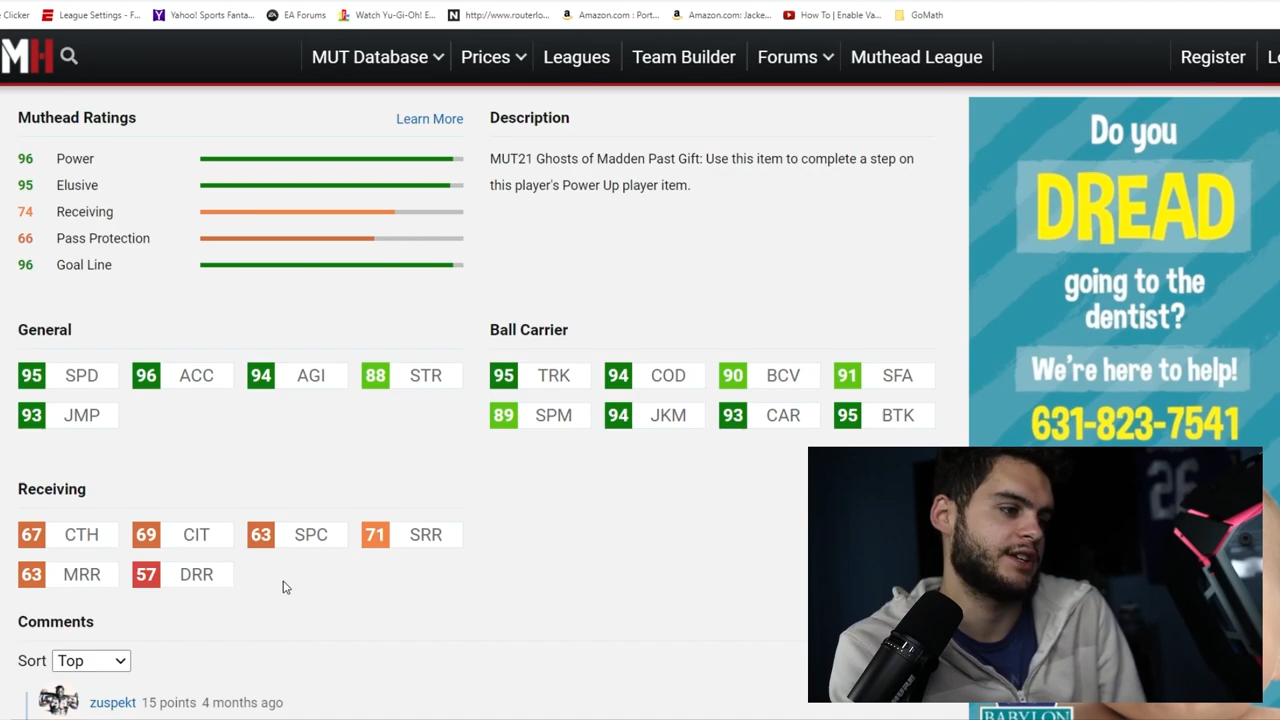 e Clicker League Settings - F... Yahoo! Sports Fanta... EA Forums Watch Yu-Gi-Oh! E... http://www.routerlo... Amazon.com : Port... Amazon.com: Jacke... How To | Enable Va... GoMath
MH MUT Database Prices Leagues Team Builder Forums Muthead League Register
Muthead Ratings Learn More
96 Power
95 Elusive
74 Receiving
66 Pass Protection
96 Goal Line
Description
MUT21 Ghosts of Madden Past Gift: Use this item to complete a step on
this player's Power Up player item.
General
95 SPD 96 ACC 94 AGI 88 STR
93 JMP
Ball Carrier
95 TRK 94 COD 90 BCV 91 SFA
89 SPM 94 JKM 93 CAR 95 BTK
Receiving
67 CTH 69 CIT 63 SPC 71 SRR
63 MRR 57 DRR
Comments
Sort Top
zuspekt 15 points 4 months ago
Do you
DREAD
going to the
dentist?
We're here to help!
631-823-7541
26
BABYLON